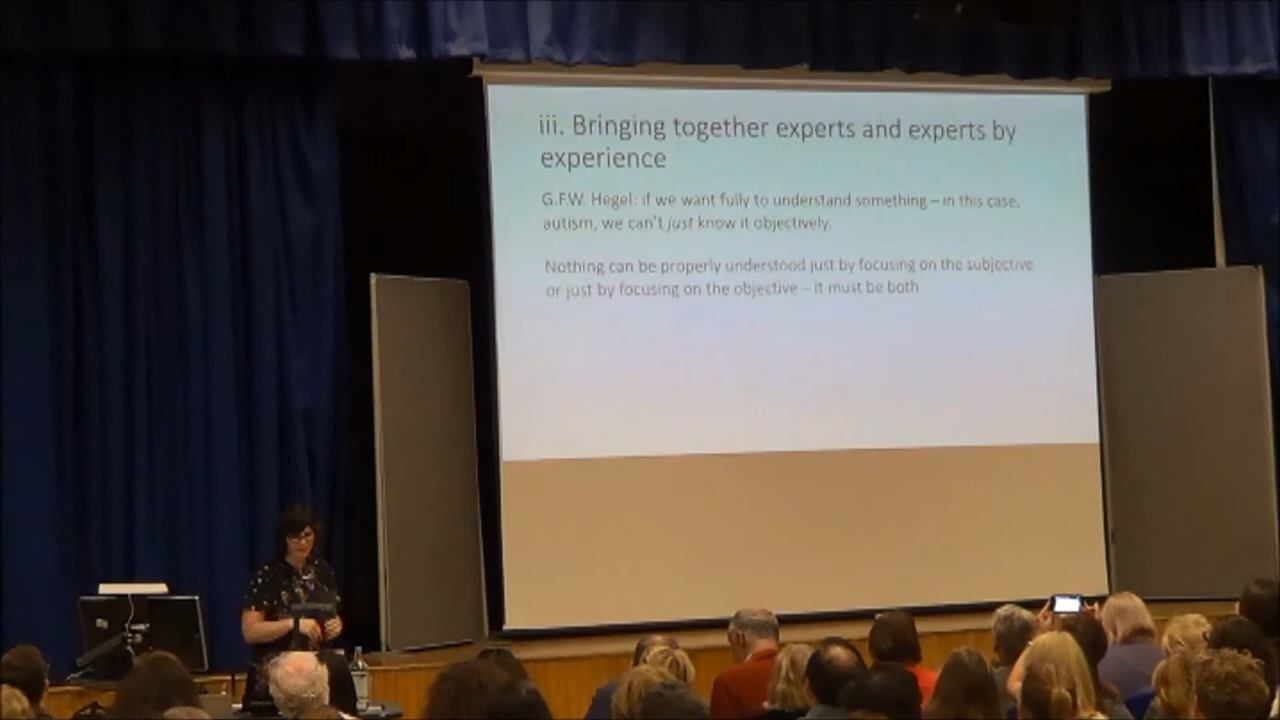 iii. Bringing together experts and experts by
experience
G.F.W. Hegel: if we want fully to understand something – in this case,
autism, we can't just know it objectively.
Nothing can be properly understood just by focusing on the subjective
or just by focusing on the objective – it must be both